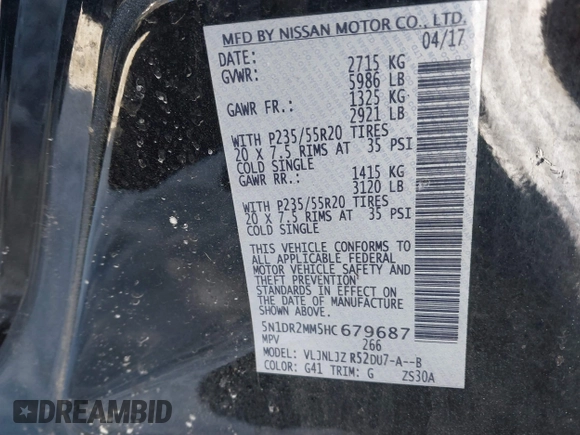 MFD BY NISSAN MOTOR CO., LTD.
DATE: 04/17
GVWR: 2715 KG
5986 LB
GAWR FR.: 1325 KG
2921 LB
WITH P235/55R20 TIRES
20 X 7.5 RIMS AT 35 PSI
COLD SINGLE
GAWR RR.: 1415 KG
3120 LB
WITH P235/55R20 TIRES
20 X 7.5 RIMS AT 35 PSI
COLD SINGLE
THIS VEHICLE CONFORMS TO
ALL APPLICABLE FEDERAL
MOTOR VEHICLE SAFETY AND
THEFT PREVENTION
STANDARDS IN EFFECT ON
THE DATE OF MANUFACTURE
SHOWN ABOVE.
5N1DR2MM5HC679687
MPV 266
MODEL: VLJNLJZ R52DU7-A--B
COLOR: G41 TRIM: G ZS30A
DREAMBID